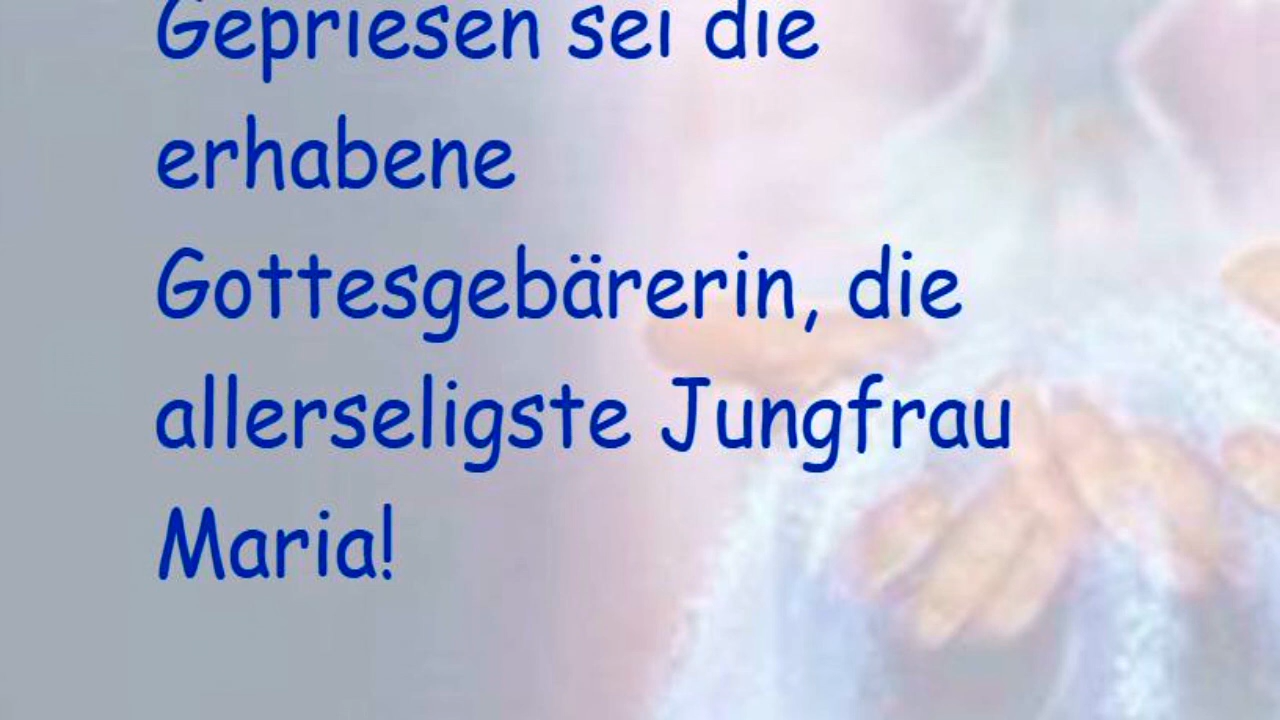 Gepriesen sei die
erhabene
Gottesgebärerin, die
allerseligste Jungfrau
Maria!